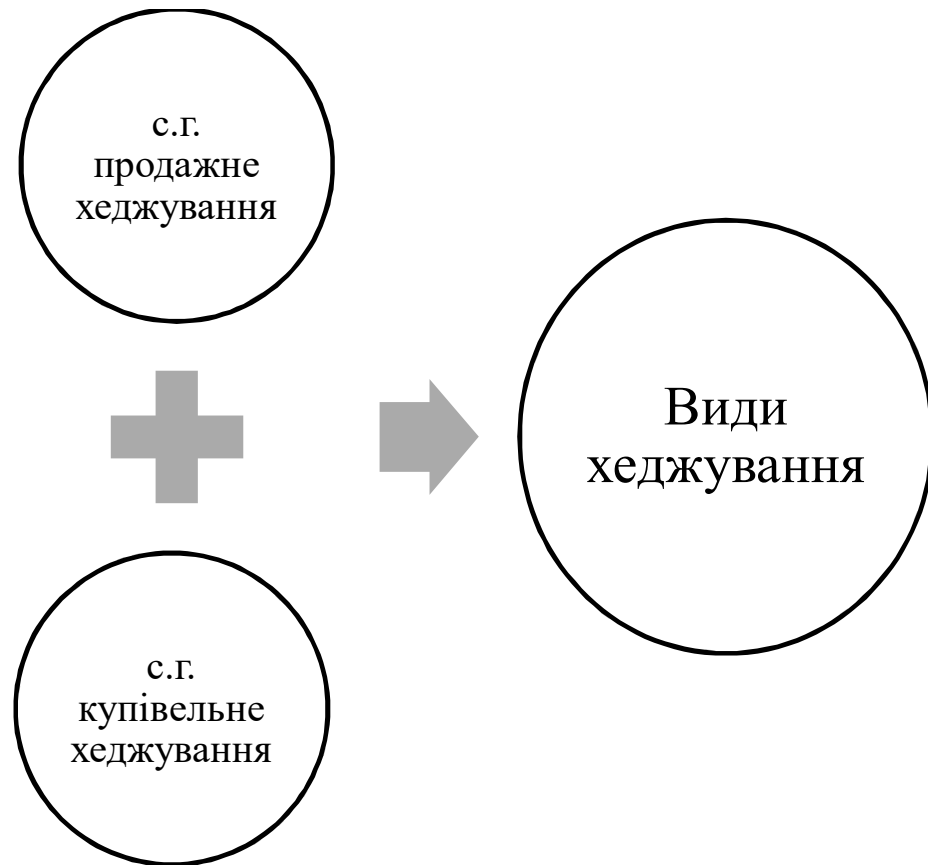 с.г.
продажне
хеджування
с.г.
купівельне
хеджування
Види
хеджування